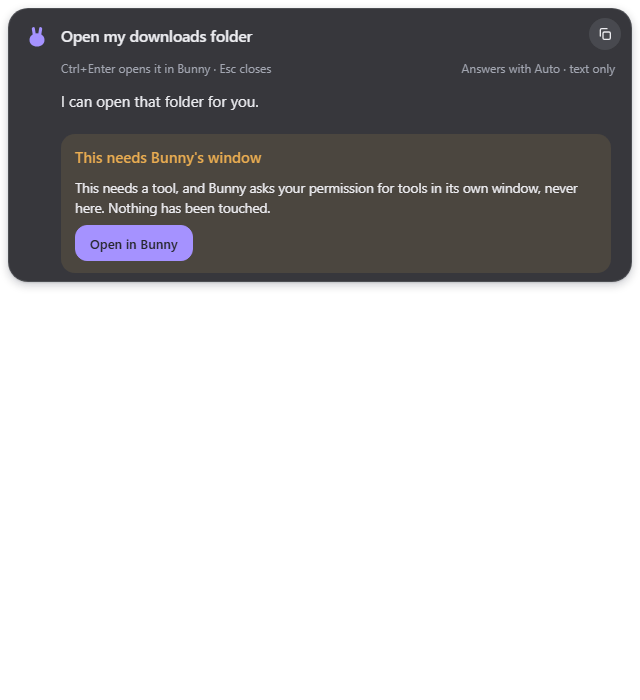 Open my downloads folder
Ctrl+Enter opens it in Bunny · Esc closes
Answers with Auto · text only
I can open that folder for you.
This needs Bunny's window
This needs a tool, and Bunny asks your permission for tools in its own window, never
here. Nothing has been touched.
Open in Bunny